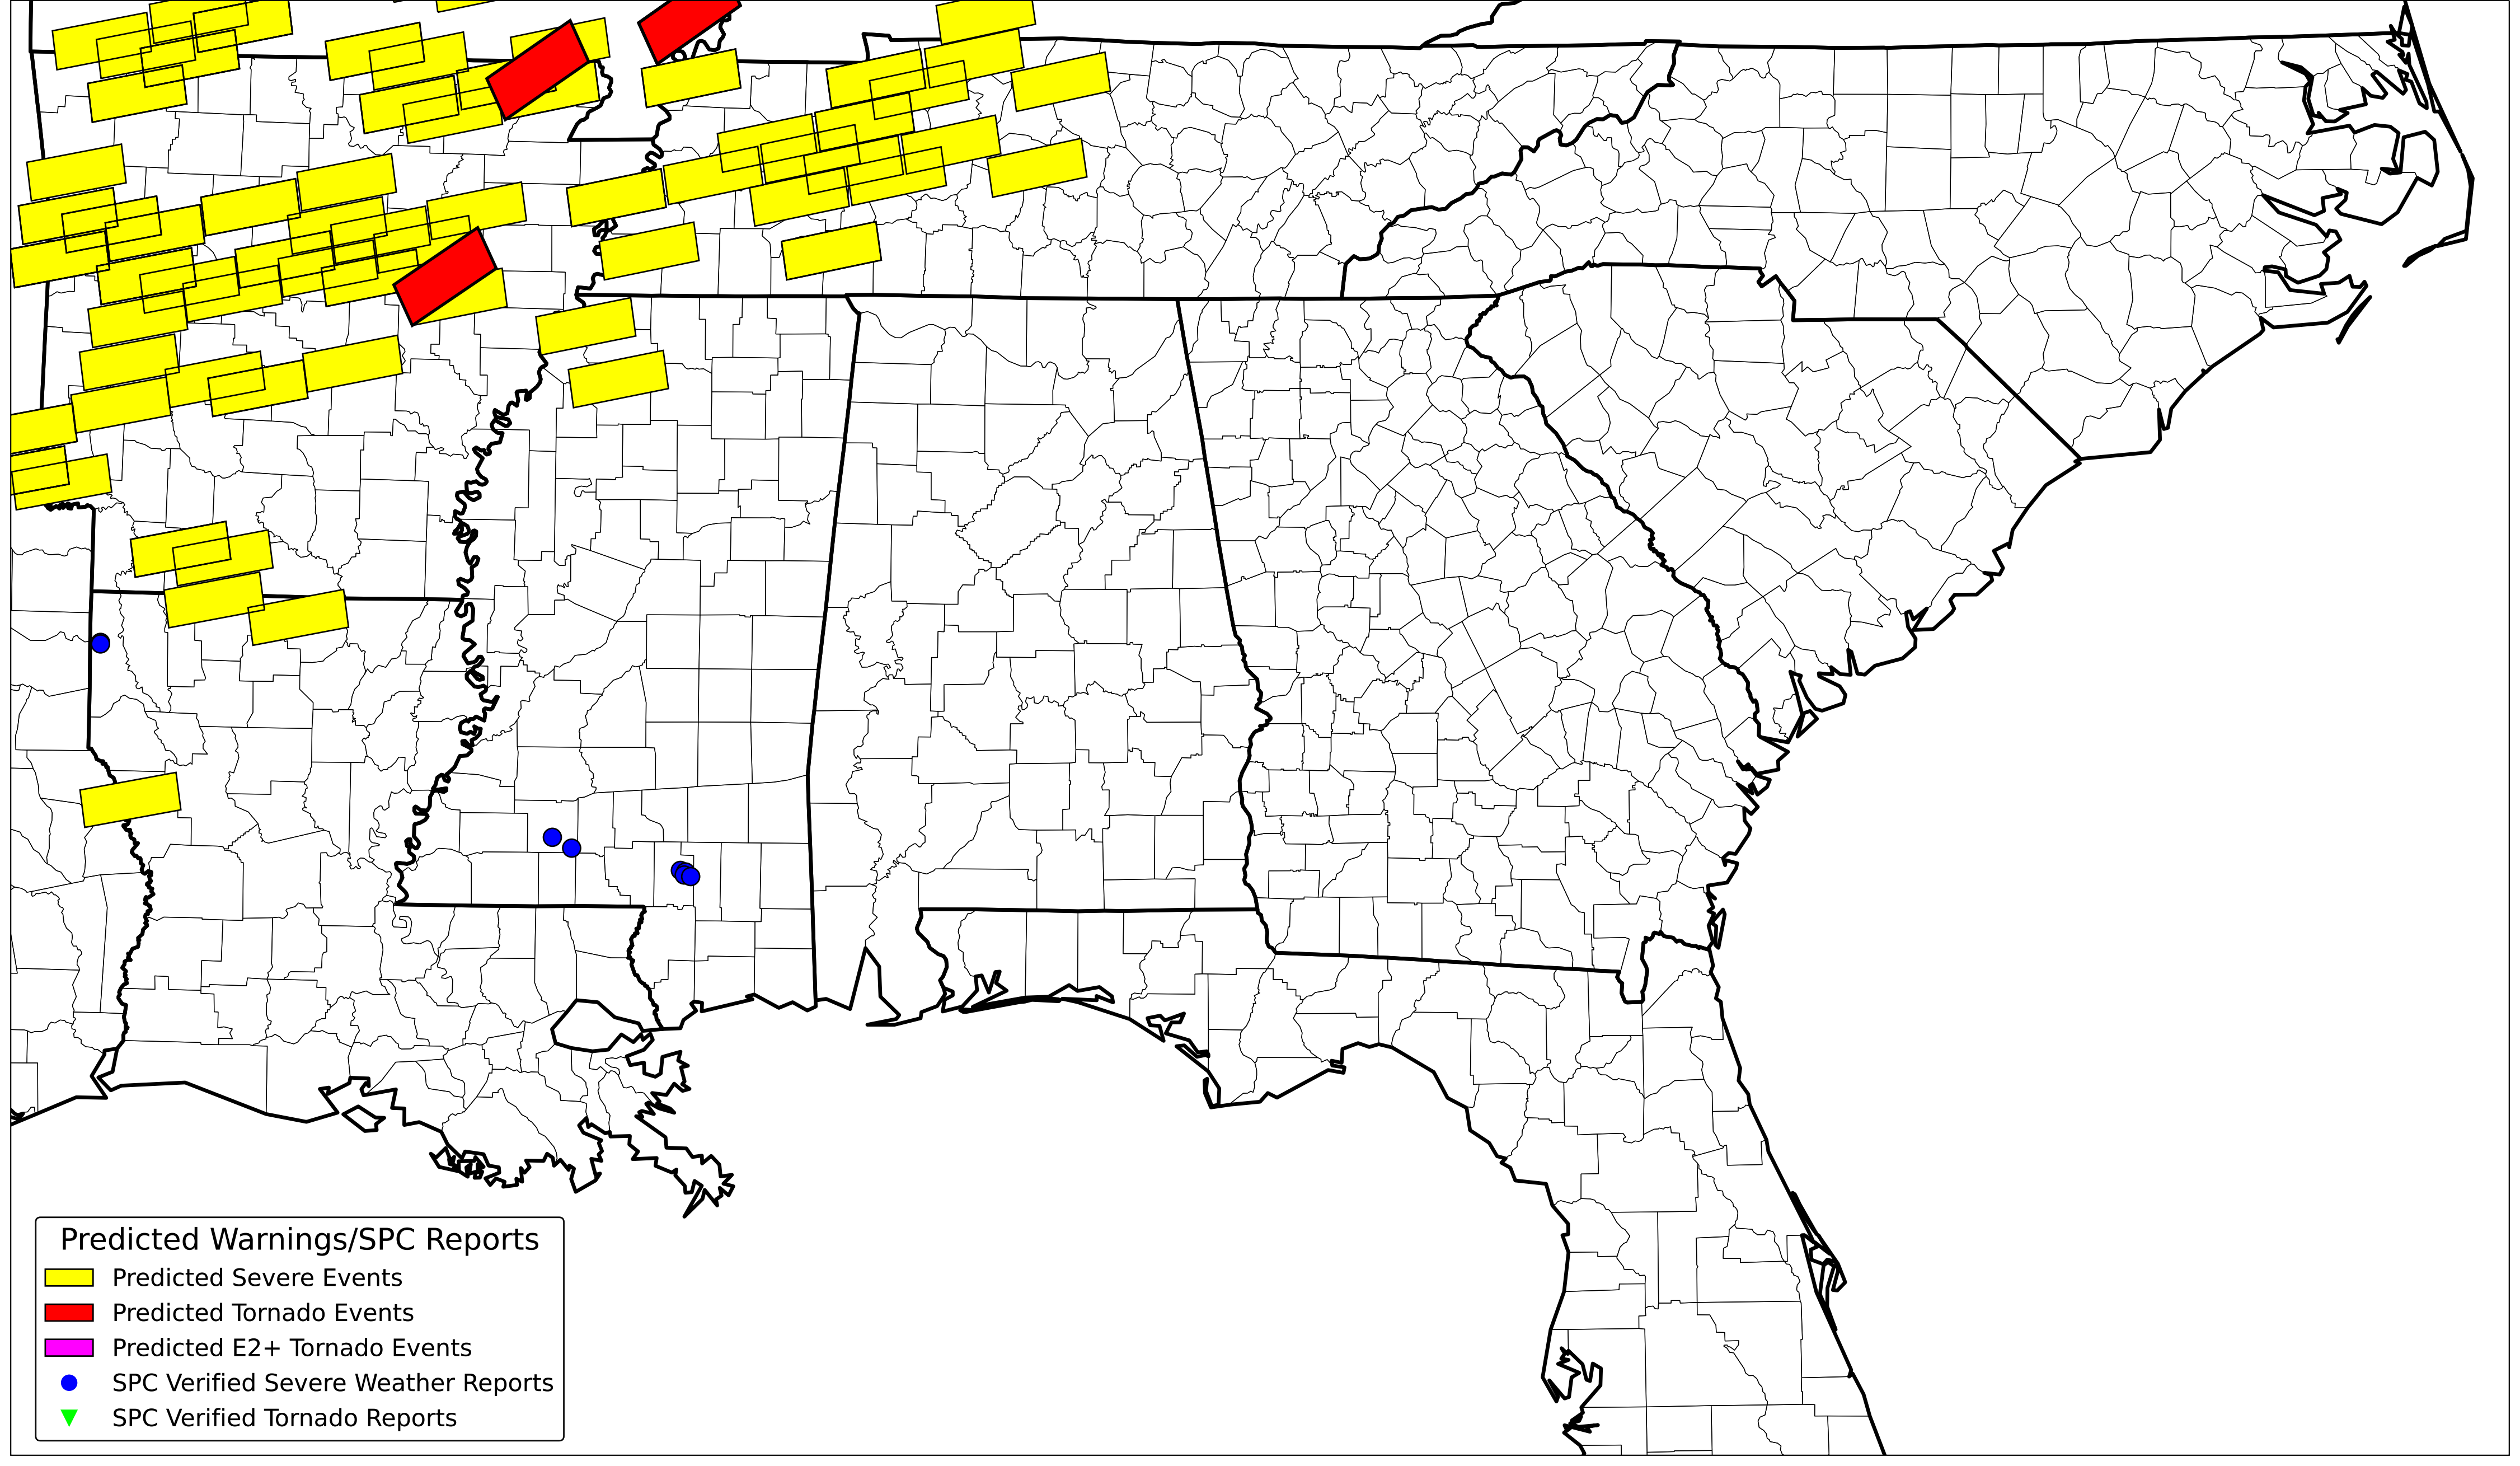 Predicted Warnings/SPC Reports
Predicted Severe Events
Predicted Tornado Events
Predicted E2+ Tornado Events
SPC Verified Severe Weather Reports
SPC Verified Tornado Reports